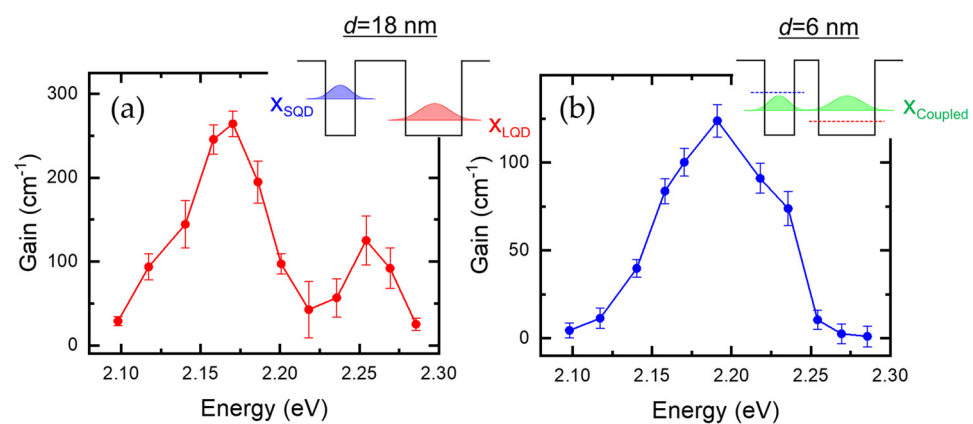 d=18 nm
d=6 nm
(a)
X_SQD
X_LQD
300
200
100
0
Gain (cm⁻¹)
2.10 2.15 2.20 2.25 2.30
Energy (eV)
(b)
X_Coupled
100
50
0
Gain (cm⁻¹)
2.10 2.15 2.20 2.25 2.30
Energy (eV)